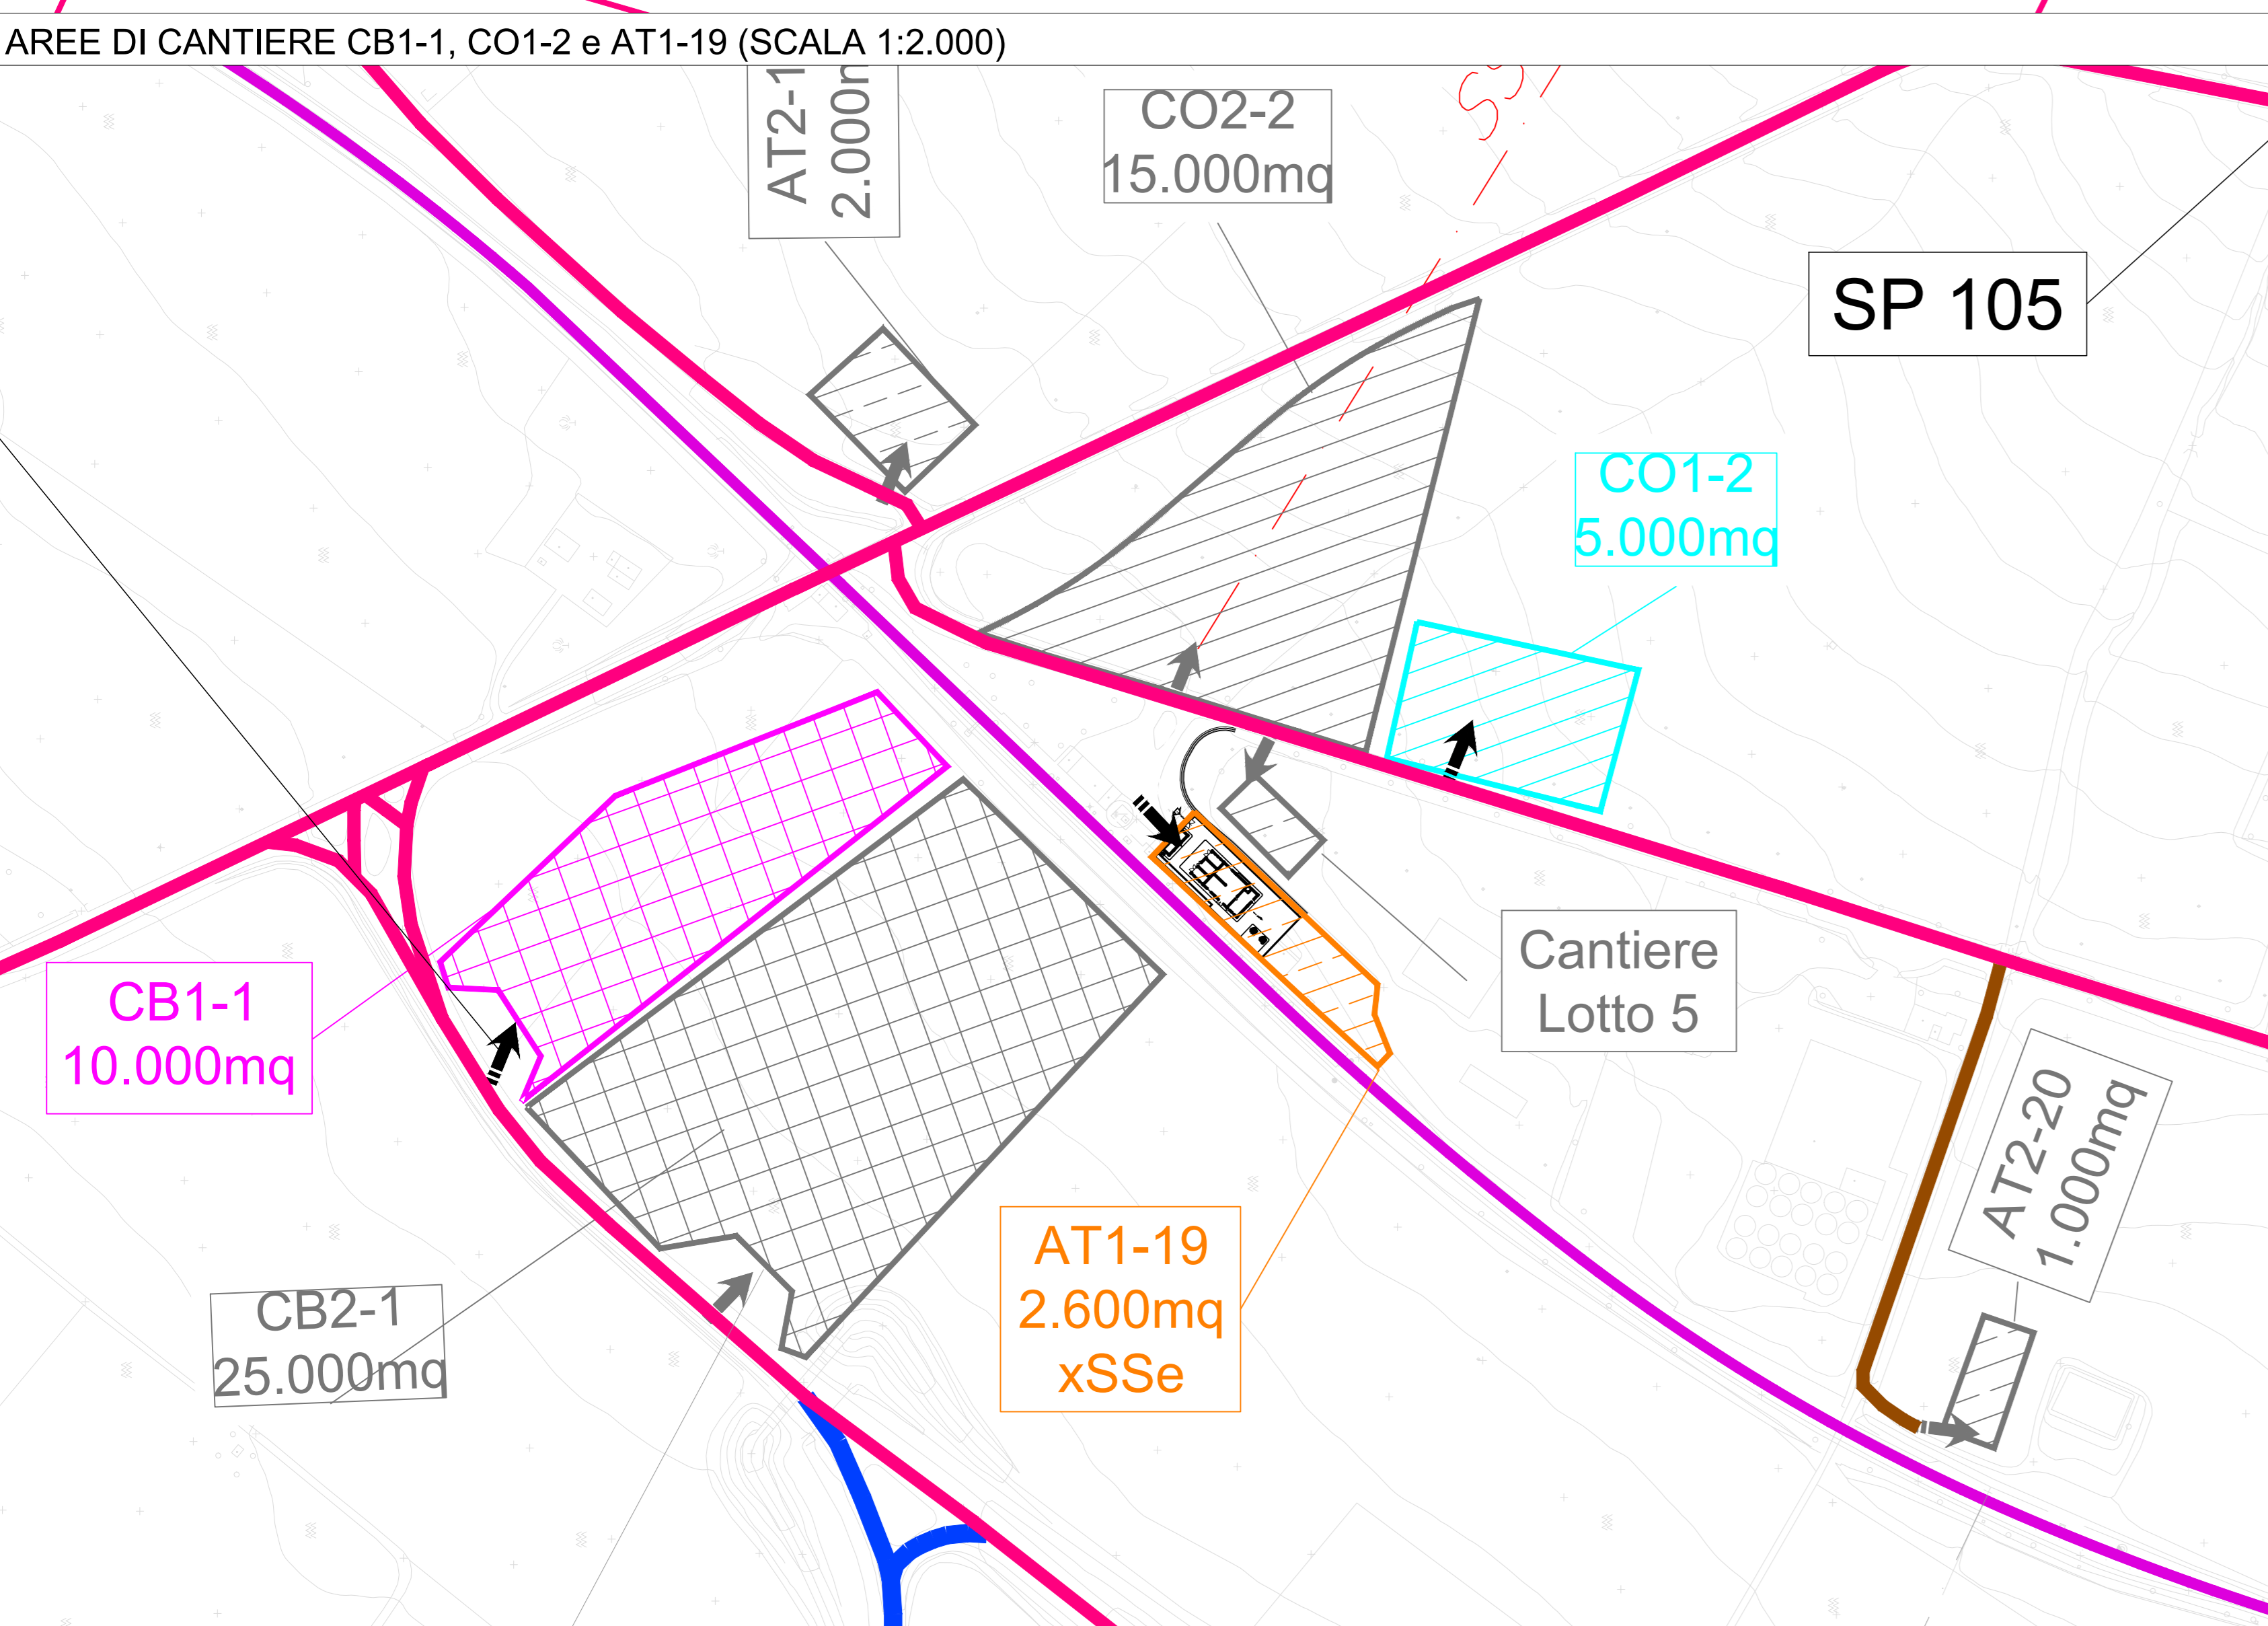 AREE DI CANTIERE CB1-1, CO1-2 e AT1-19 (SCALA 1:2.000)
CO2-2
15.000mq
SP 105
CO1-2
5.000mq
CB1-1
10.000mq
Cantiere
Lotto 5
AT2-20
1.000mq
AT1-19
2.600mq
xSSe
CB2-1
25.000mq